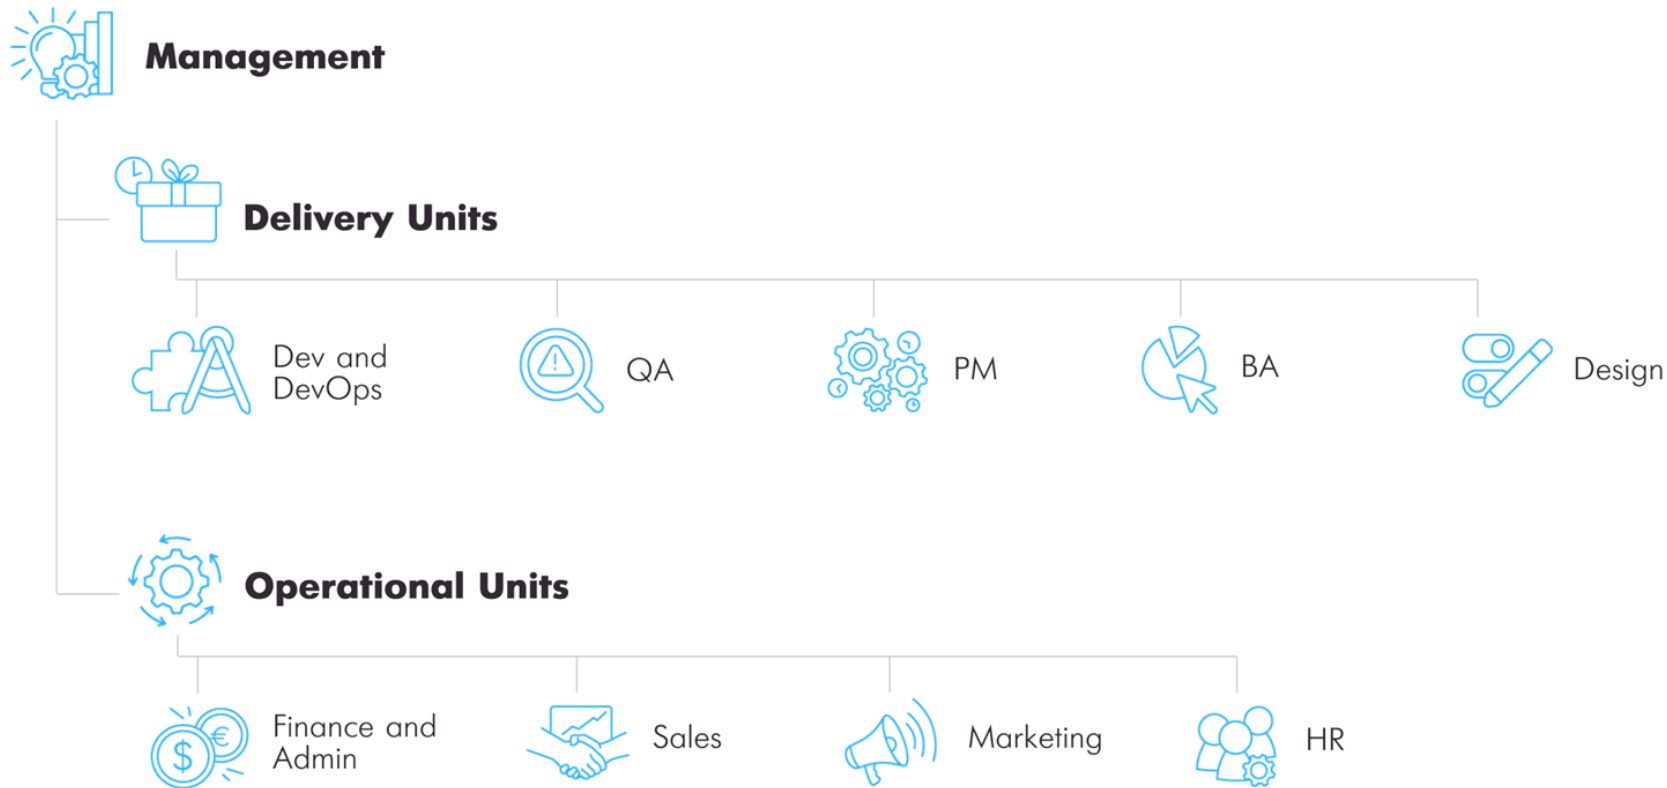 Management
Delivery Units
Dev and
DevOps
QA
PM
BA
Design
Operational Units
$
€
Finance and
Admin
Sales
Marketing
HR